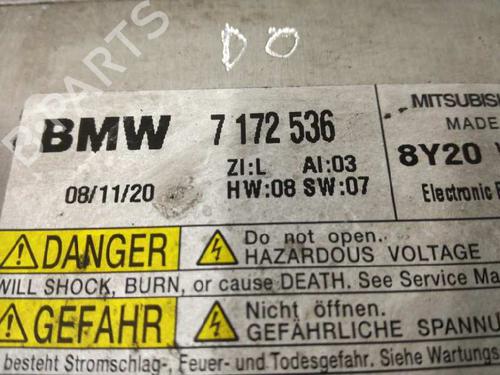 DO
B-PARTS
BMW 7 172 536
ZI:L AI:03
08/11/20 HW:08 SW:07
MITSUBISH
MADE
8Y20
Electronic
DANGER
Do not open.
HAZARDOUS VOLTAGE
WILL SHOCK, BURN, or cause DEATH. See Service Ma
GEFAHR
Nicht öffnen.
GEFÄHRLICHE SPANNU
besteht Stromschlag-, Feuer- und Todesgefahr. Siehe Wartungs